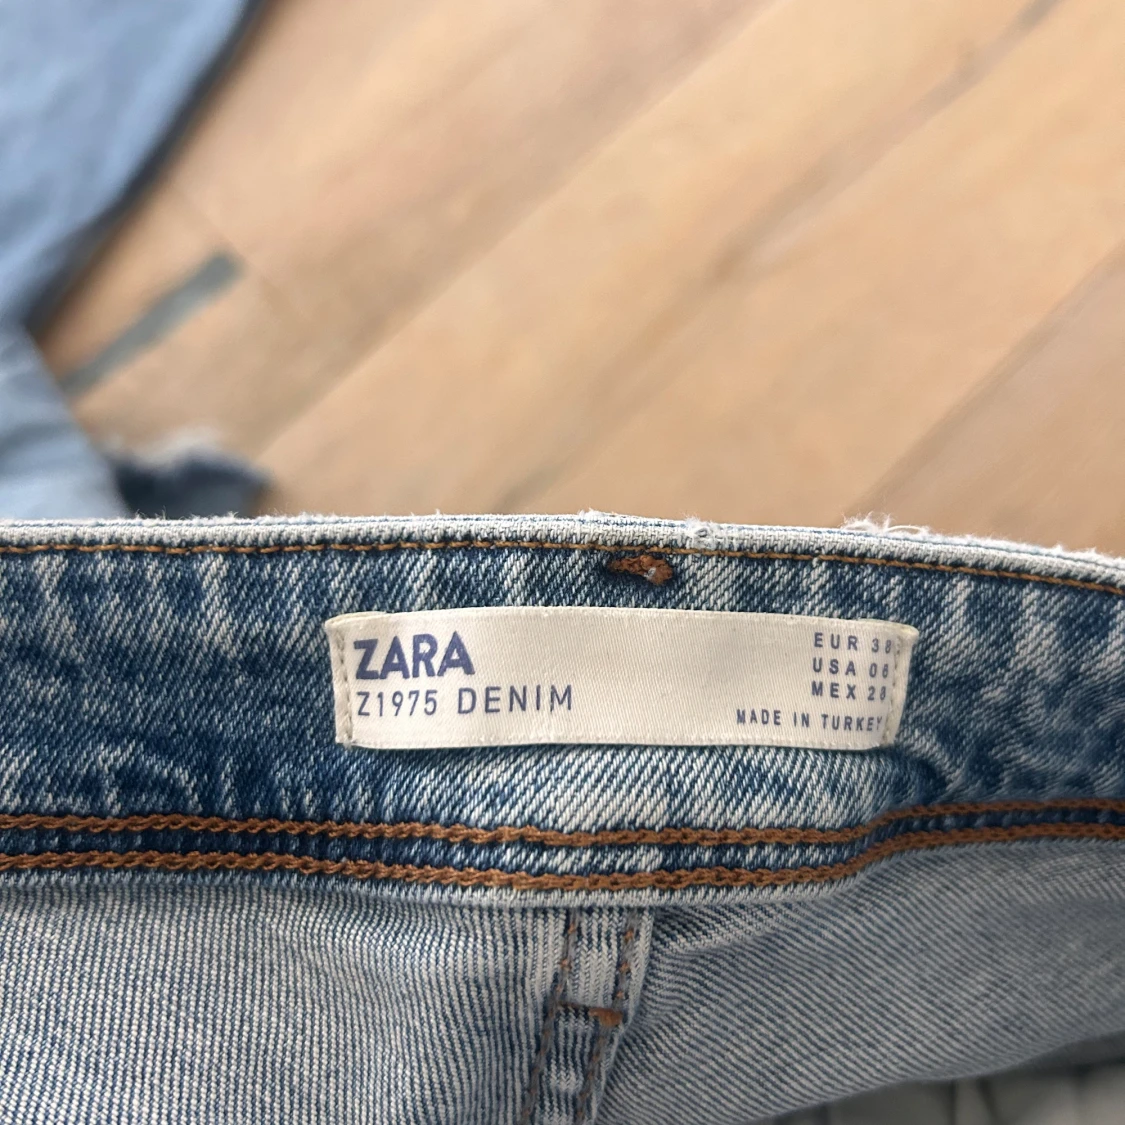 ZARA
Z1975 DENIM
EUR 38
USA 06
MEX 28
MADE IN TURKEY